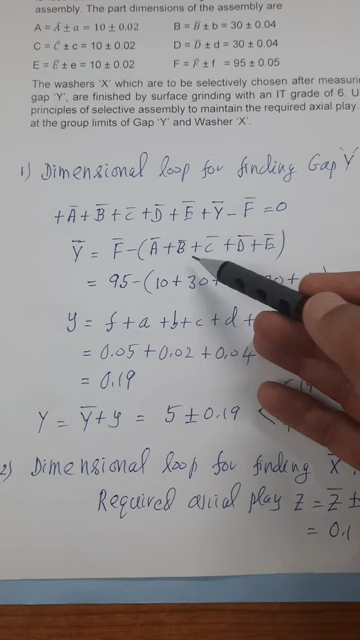 assembly. The part dimensions of the assembly are
A = A̅ ± a = 10 ± 0.02 B = B̅ ± b = 30 ± 0.04
C = C̅ ± c = 10 ± 0.02 D = D̅ ± d = 30 ± 0.04
E = E̅ ± e = 10 ± 0.02 F = F̅ ± f = 95 ± 0.05
The washers 'X' which are to be selectively chosen after measuri
gap 'Y', are finished by surface grinding with an IT grade of 6. U
principles of selective assembly to maintain the required axial play.
at the group limits of Gap 'Y' and Washer 'X'.
1) Dimensional loop for finding Gap 'Y
+A̅+B̅+C̅+D̅+E̅+Y̅-F̅=0
Y̅ = F̅-(A̅+B̅+C̅+D̅+E̅)
= 95-(10+30+
y = f+a+b+c+d+
= 0.05+0.02+0.04
= 0.19
Y = Y̅+y = 5±0.19 <
2) Dimensional loop for finding X̅
Required axial play Z = Z̅ ±
= 0.1